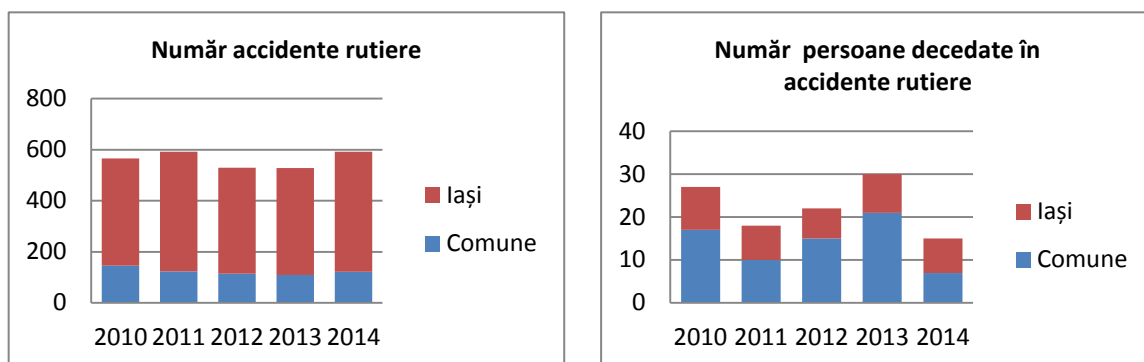 Număr accidente rutiere
800
600
400
200
0
2010 2011 2012 2013 2014
Iași
Comune
Număr persoane decedate în
accidente rutiere
40
30
20
10
0
2010 2011 2012 2013 2014
Iași
Comune